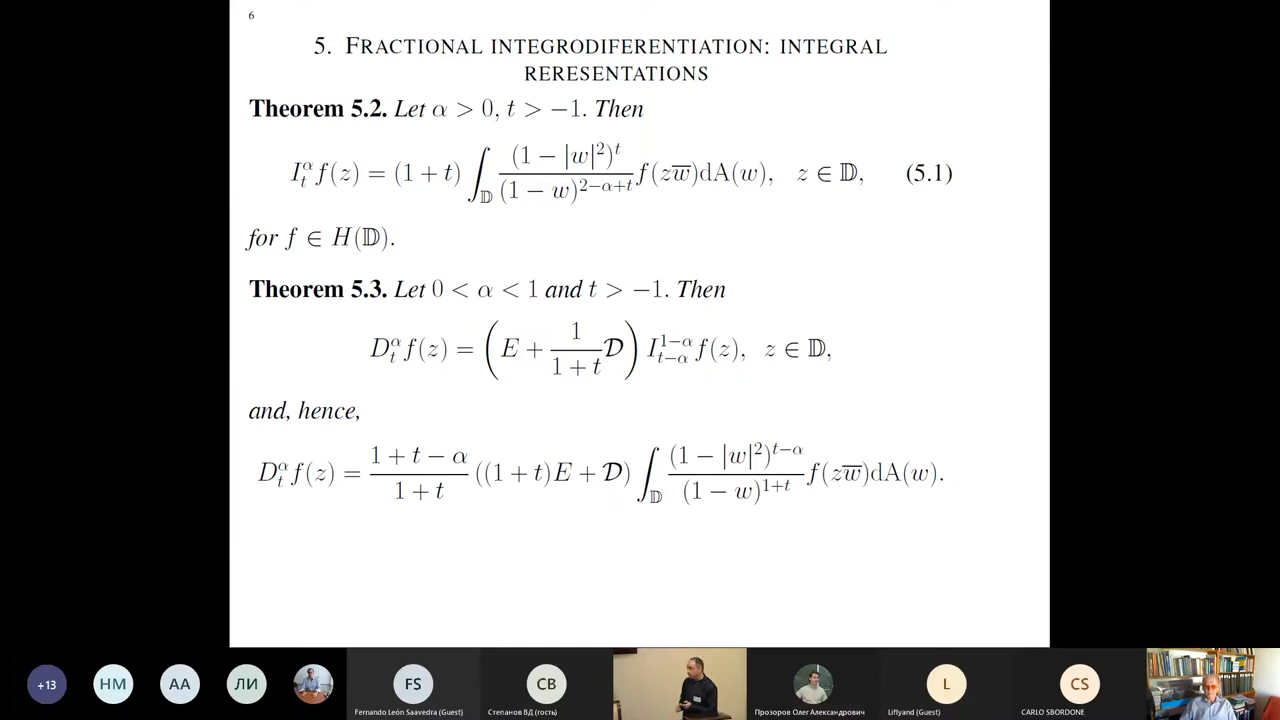 6
5. FRACTIONAL INTEGRODIFERENTIATION: INTEGRAL
RERESENTATIONS
Theorem 5.2. Let α > 0, t > −1. Then
I_t^α f(z) = (1 + t) ∫_𝔻 (1 − |w|²)^t / (1 − w)^{2−α+t} f(zw̅)dA(w), z ∈ 𝔻, (5.1)
for f ∈ H(𝔻).
Theorem 5.3. Let 0 < α < 1 and t > −1. Then
D_t^α f(z) = (E + 1/(1 + t) 𝒟) I_{t−α}^{1−α} f(z), z ∈ 𝔻,
and, hence,
D_t^α f(z) = (1 + t − α)/(1 + t) ((1 + t)E + 𝒟) ∫_𝔻 (1 − |w|²)^{t−α} / (1 − w)^{1+t} f(zw̅)dA(w).
+13 НМ АА ЛИ FS СВ L CS
Fernando León Saavedra (Guest) Степанов ВД (гость) Прозоров Олег Александрович Liflyand (Guest) CARLO SBORDONE